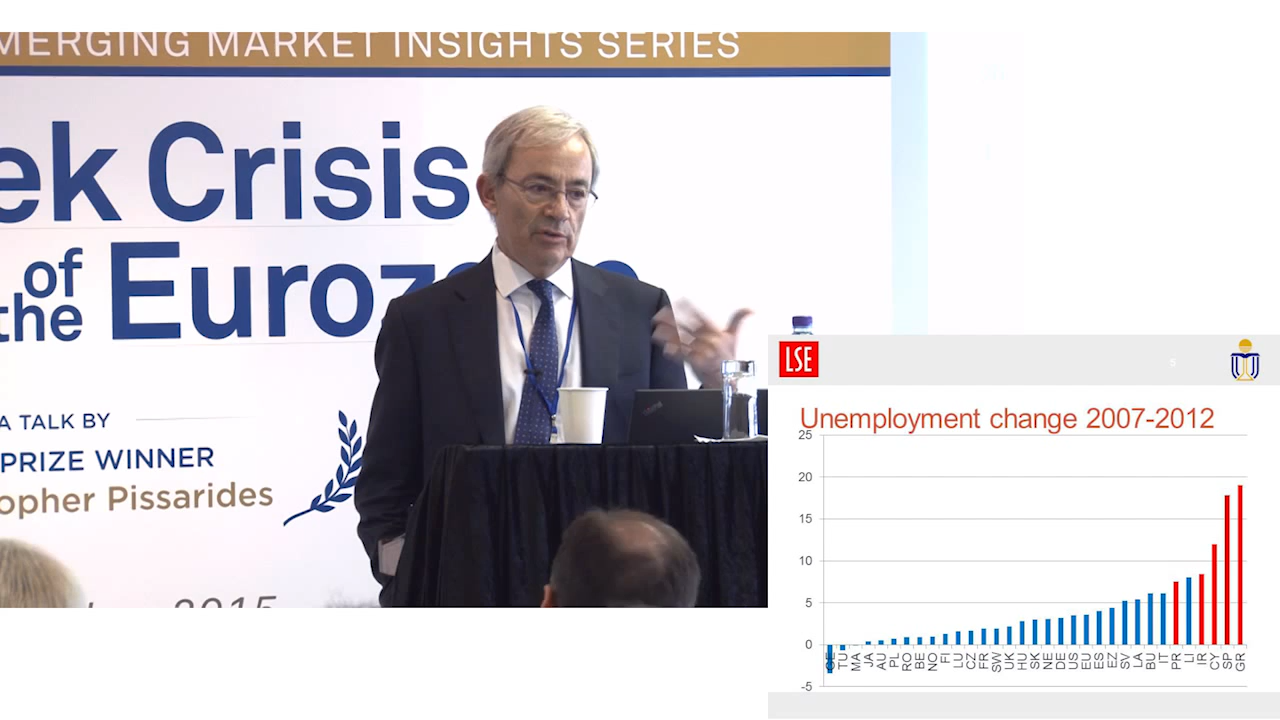 MERGING MARKET INSIGHTS SERIES
ek Crisis
of the Euroz
A TALK BY
PRIZE WINNER
opher Pissarides
2015
LSE
5
Unemployment change 2007-2012
25
20
15
10
5
0
-5
GE TU MA JA AU PL RO BE NO FI LU CZ FR SW UK HU SK NE DE US EU ES EZ SV LA BU IT PR LI IR CY SP GR